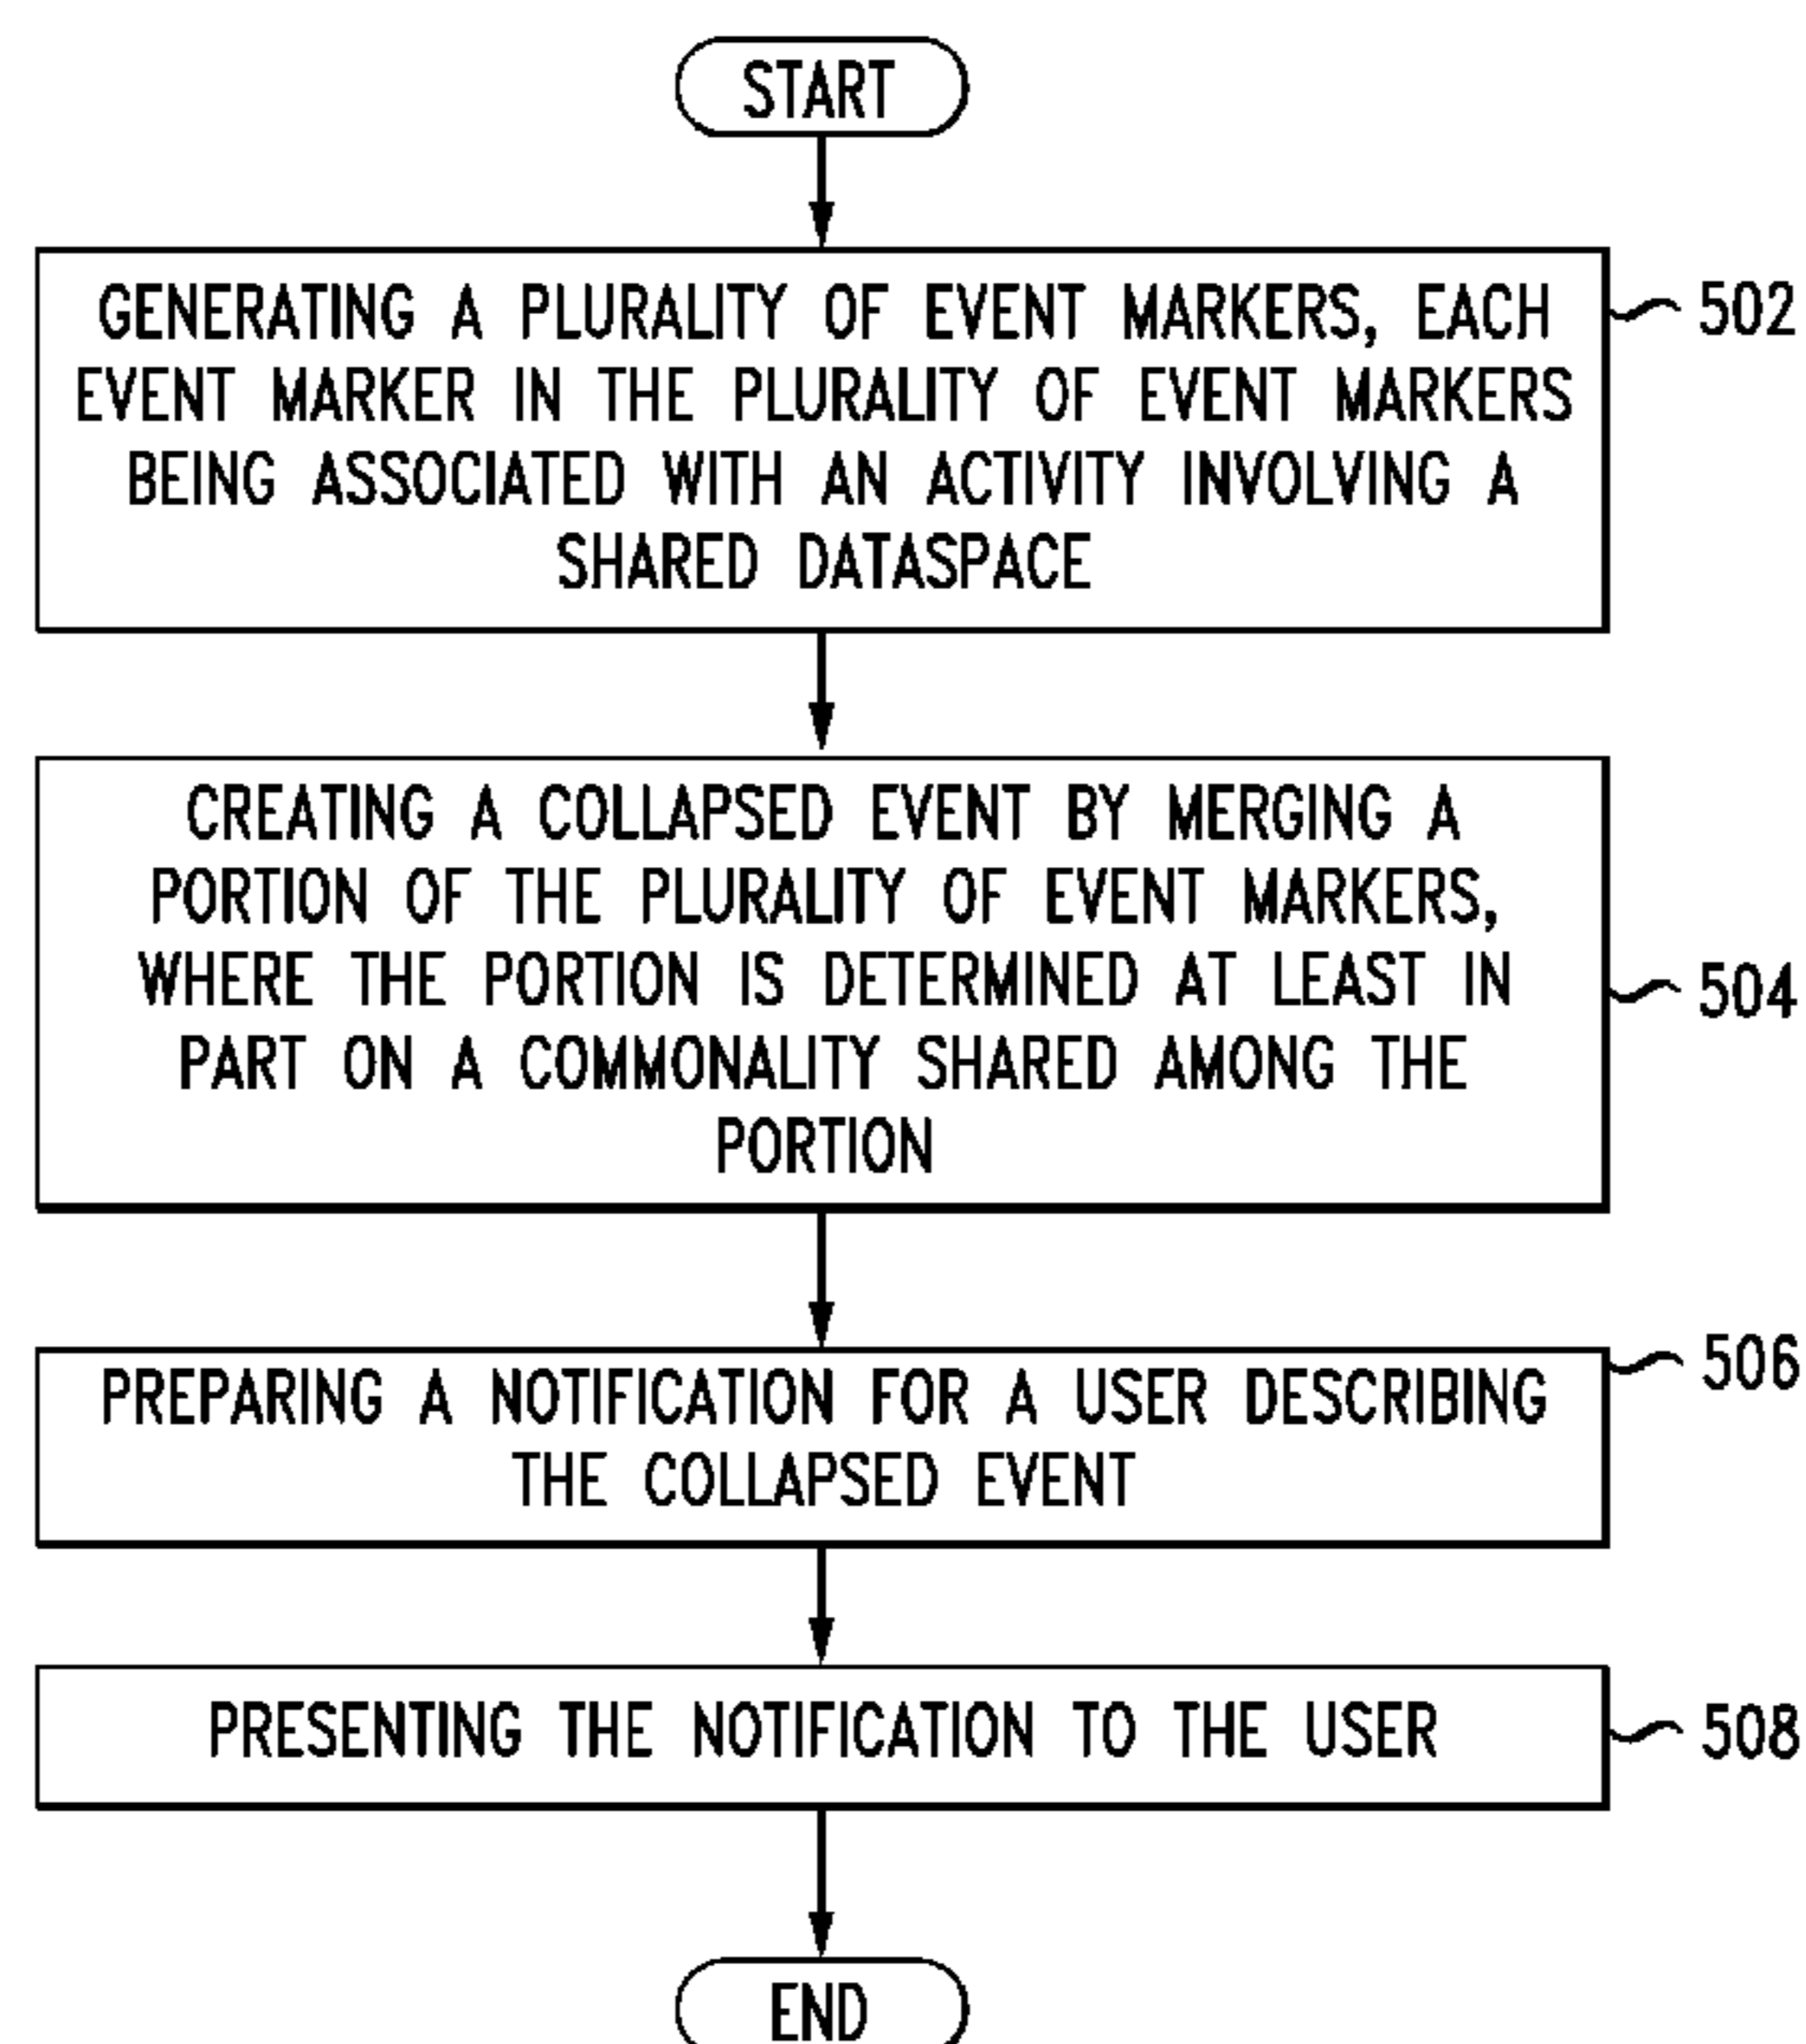 START
GENERATING A PLURALITY OF EVENT MARKERS, EACH
EVENT MARKER IN THE PLURALITY OF EVENT MARKERS
BEING ASSOCIATED WITH AN ACTIVITY INVOLVING A
SHARED DATASPACE
502
CREATING A COLLAPSED EVENT BY MERGING A
PORTION OF THE PLURALITY OF EVENT MARKERS,
WHERE THE PORTION IS DETERMINED AT LEAST IN
PART ON A COMMONALITY SHARED AMONG THE
PORTION
504
PREPARING A NOTIFICATION FOR A USER DESCRIBING
THE COLLAPSED EVENT
506
PRESENTING THE NOTIFICATION TO THE USER
508
END